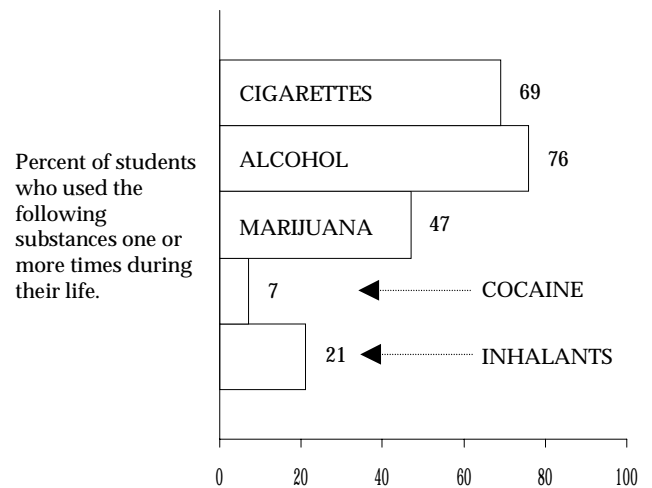 CIGARETTES 69
Percent of students
who used the
following
substances one or
more times during
their life.
ALCOHOL 76
MARIJUANA 47
7 COCAINE
21 INHALANTS
0 20 40 60 80 100